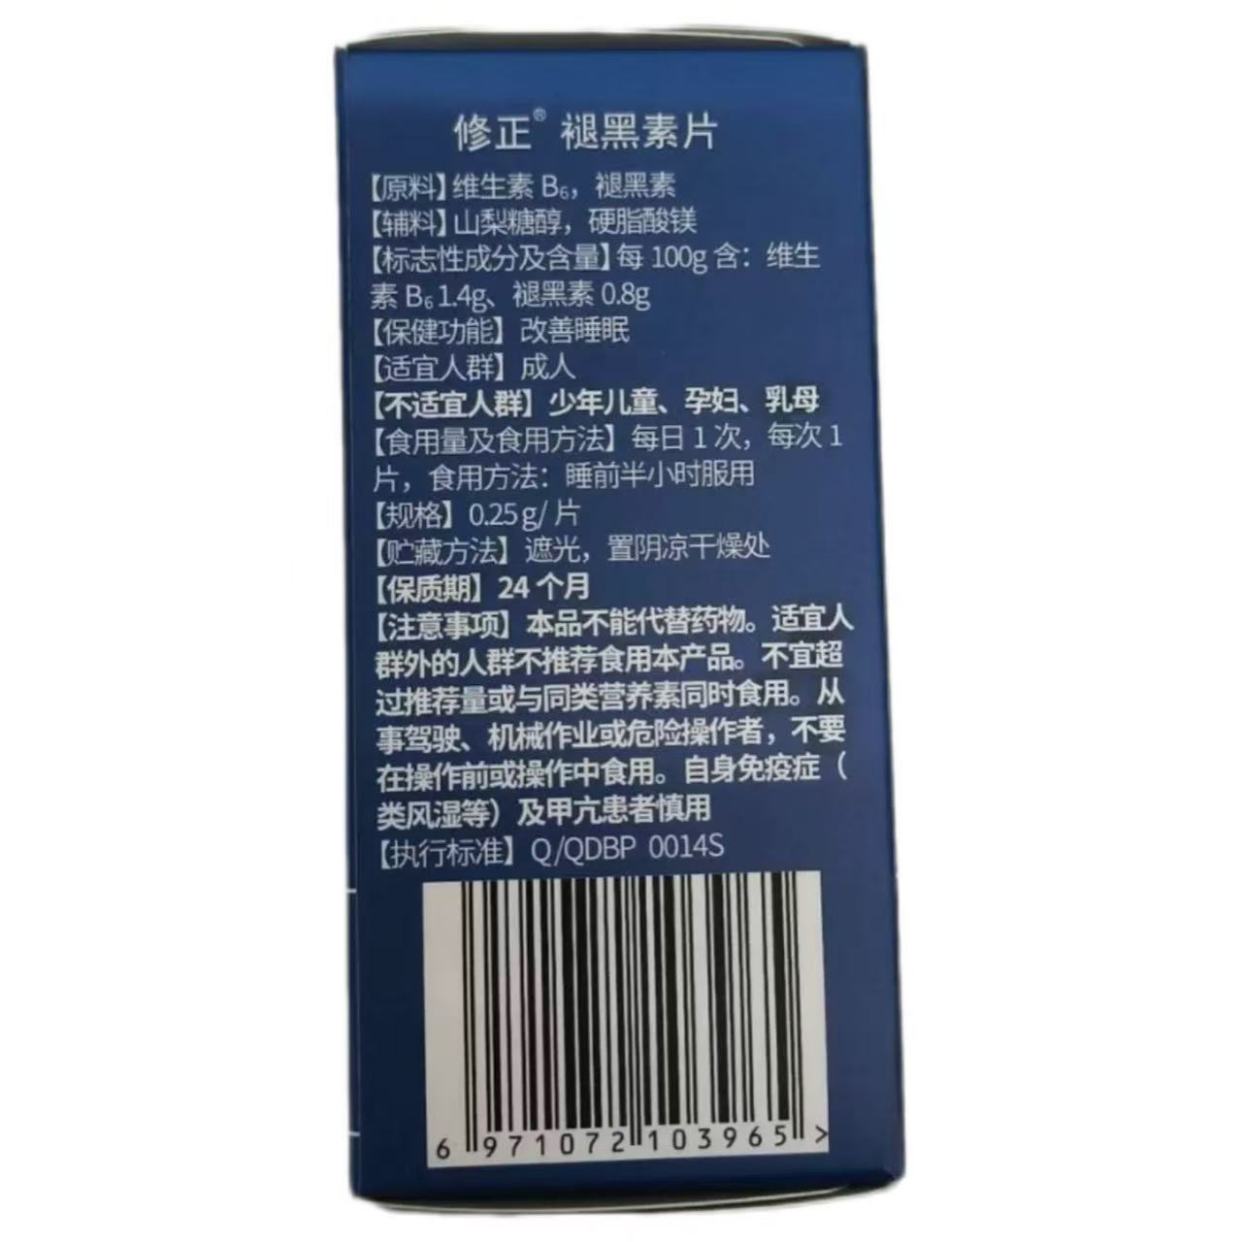 修正® 褪黑素片
【原料】维生素 B₆，褪黑素
【辅料】山梨糖醇，硬脂酸镁
【标志性成分及含量】每 100g 含：维生
素 B₆ 1.4g、褪黑素 0.8g
【保健功能】改善睡眠
【适宜人群】成人
【不适宜人群】少年儿童、孕妇、乳母
【食用量及食用方法】每日 1 次，每次 1
片，食用方法：睡前半小时服用
【规格】0.25g/ 片
【贮藏方法】遮光，置阴凉干燥处
【保质期】24 个月
【注意事项】本品不能代替药物。适宜人
群外的人群不推荐食用本产品。不宜超
过推荐量或与同类营养素同时食用。从
事驾驶、机械作业或危险操作者，不要
在操作前或操作中食用。自身免疫症（
类风湿等）及甲亢患者慎用
【执行标准】Q/QDBP 0014S
6 971072 103965 >